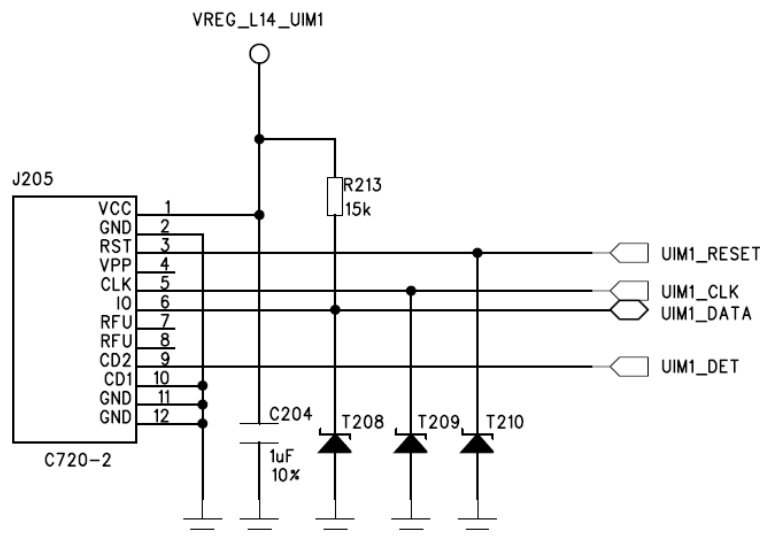 VREG_L14_UIM1
J205
R213
15k
VCC 1
GND 2
RST 3
VPP 4
CLK 5
IO 6
RFU 7
RFU 8
CD2 9
CD1 10
GND 11
GND 12
UIM1_RESET
UIM1_CLK
UIM1_DATA
UIM1_DET
C204
1uF
10%
T208
T209
T210
C720-2